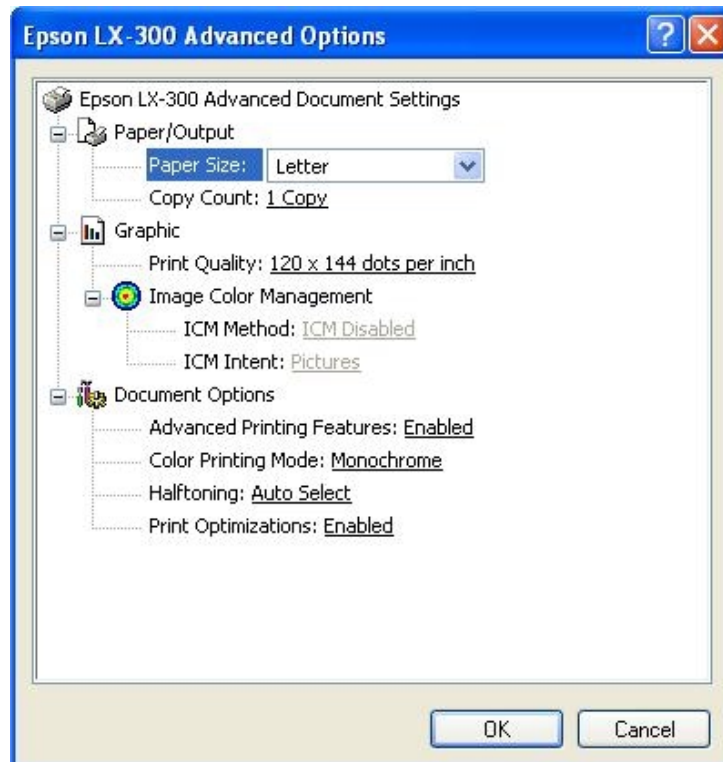 Epson LX-300 Advanced Options
Epson LX-300 Advanced Document Settings
Paper/Output
Paper Size: Letter
Copy Count: 1 Copy
Graphic
Print Quality: 120 x 144 dots per inch
Image Color Management
ICM Method: ICM Disabled
ICM Intent: Pictures
Document Options
Advanced Printing Features: Enabled
Color Printing Mode: Monochrome
Halftoning: Auto Select
Print Optimizations: Enabled
OK Cancel